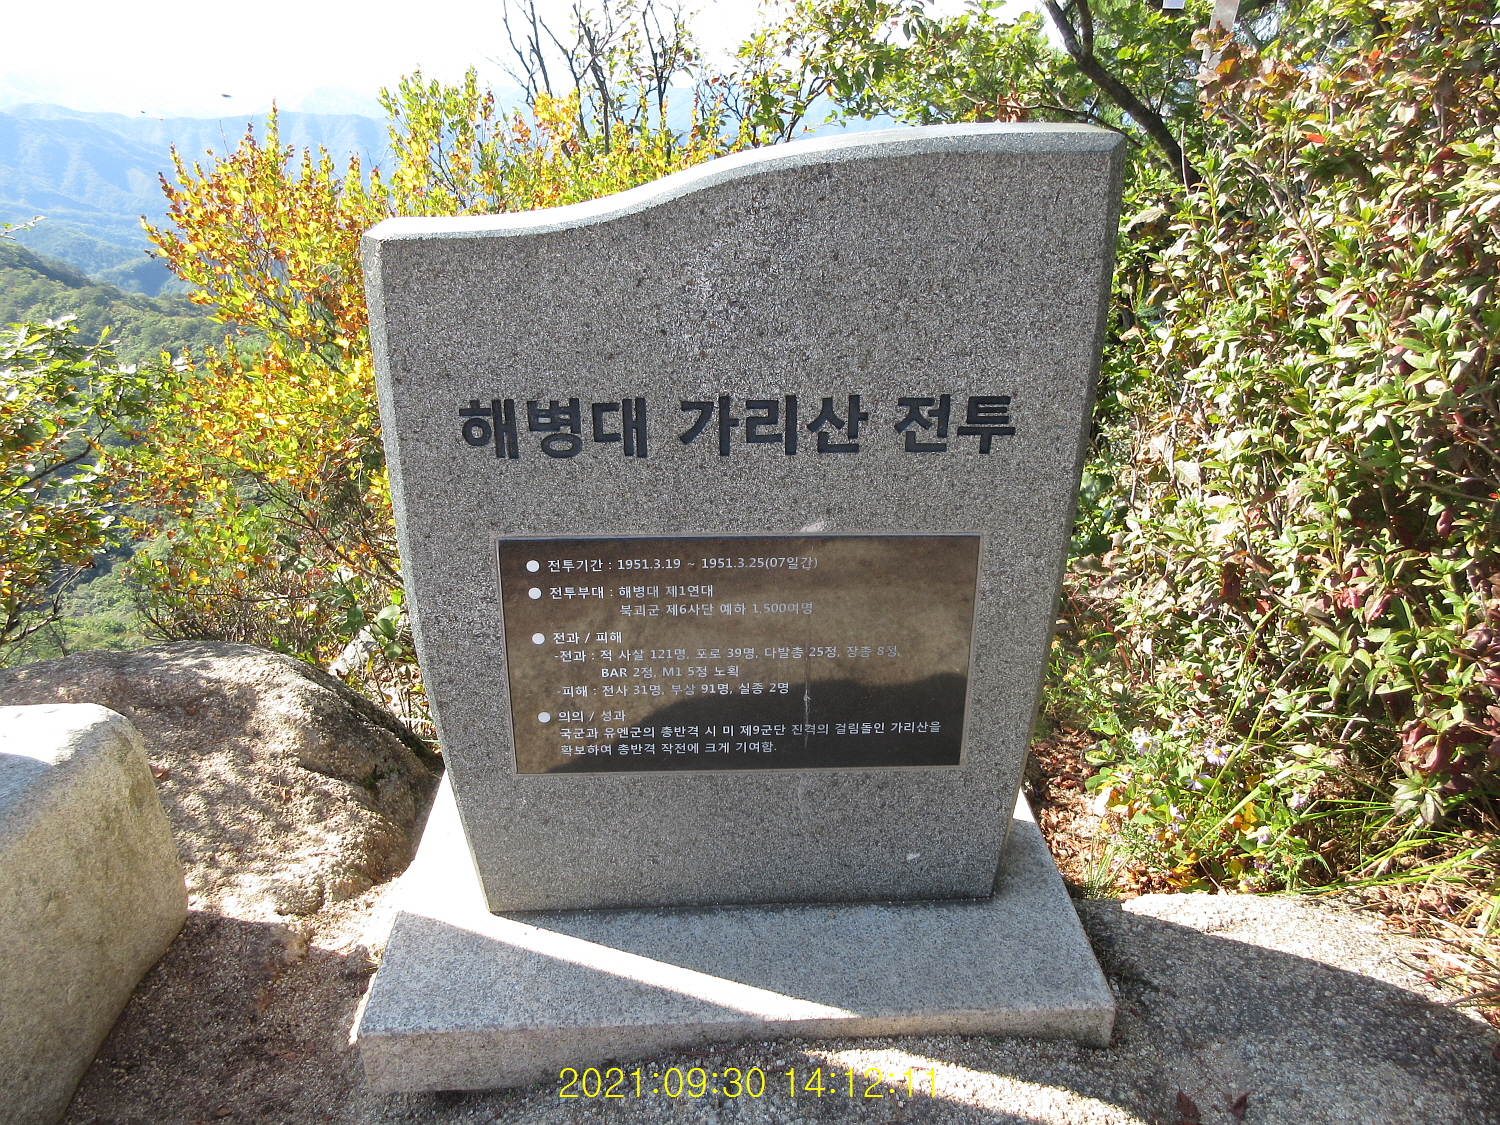 해병대 가리산 전투
● 전투기간 : 1951.3.19 ~ 1951.3.25(07일간)
● 전투부대 : 해병대 제1연대
북괴군 제6사단 예하 1,500여명
● 전과 / 피해
-전과 : 적 사살 121명, 포로 39명, 다발총 25정, 장총 8정,
BAR 2정, M1 5정 노획
-피해 : 전사 31명, 부상 91명, 실종 2명
● 의의 / 성과
국군과 유엔군의 총반격 시 미 제9군단 진격의 걸림돌인 가리산을
확보하여 총반격 작전에 크게 기여함.
2021:09:30 14:12:11